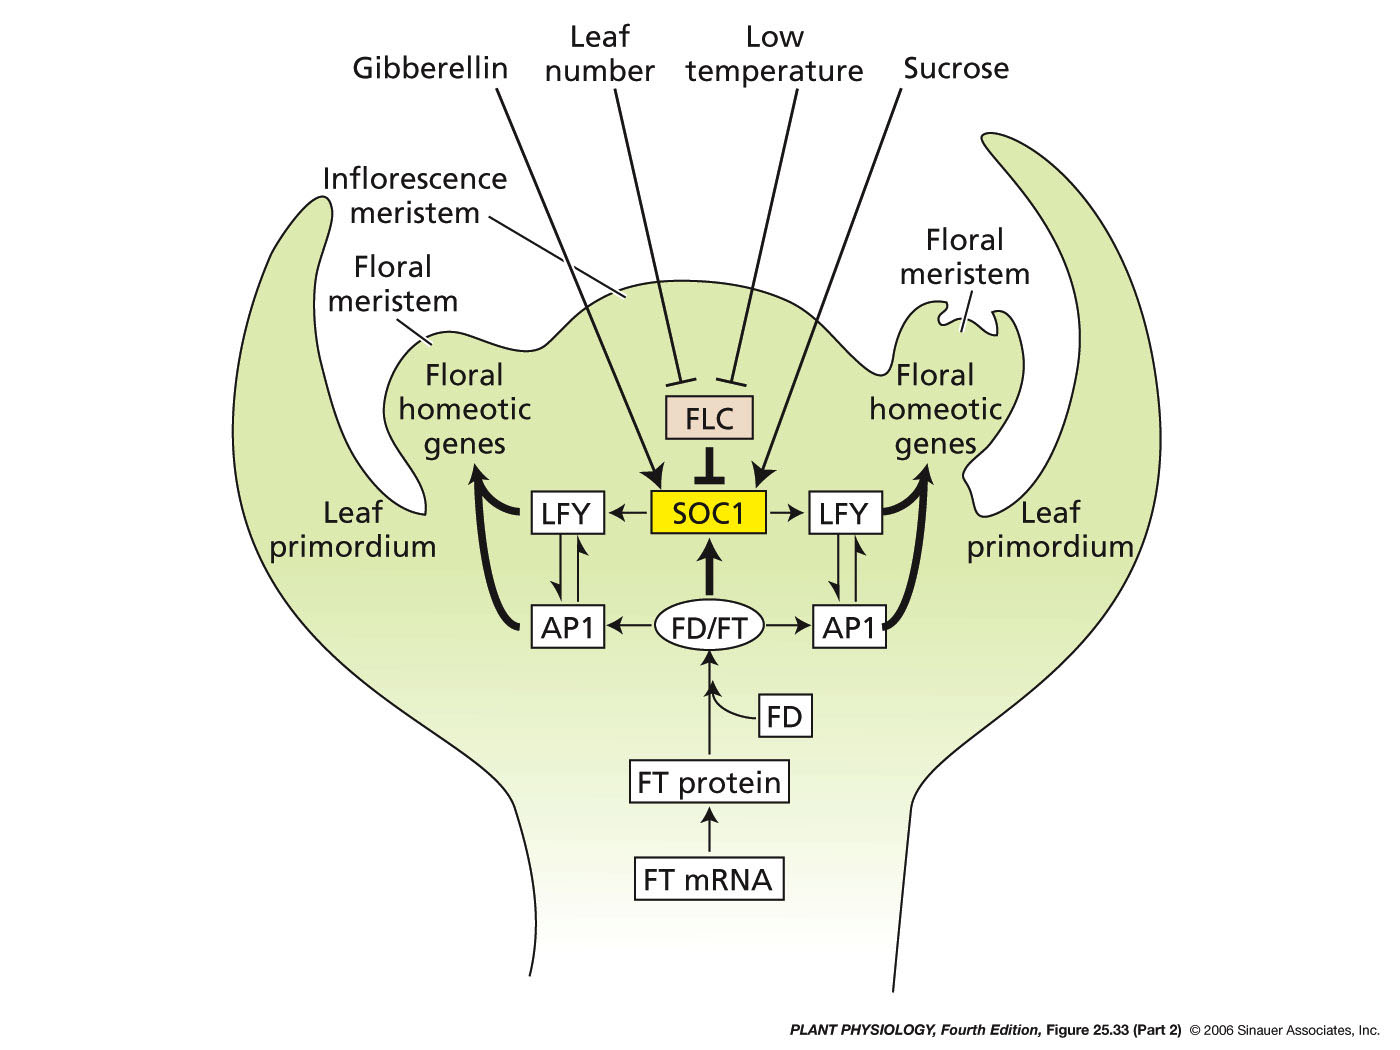 Gibberellin
Leaf
number
Low
temperature
Sucrose
Inflorescence
meristem
Floral
meristem
Floral
meristem
Floral
homeotic
genes
FLC
Floral
homeotic
genes
Leaf
primordium
LFY
SOC1
LFY
Leaf
primordium
AP1
FD/FT
AP1
FD
FT protein
FT mRNA
PLANT PHYSIOLOGY, Fourth Edition, Figure 25.33 (Part 2) © 2006 Sinauer Associates, Inc.